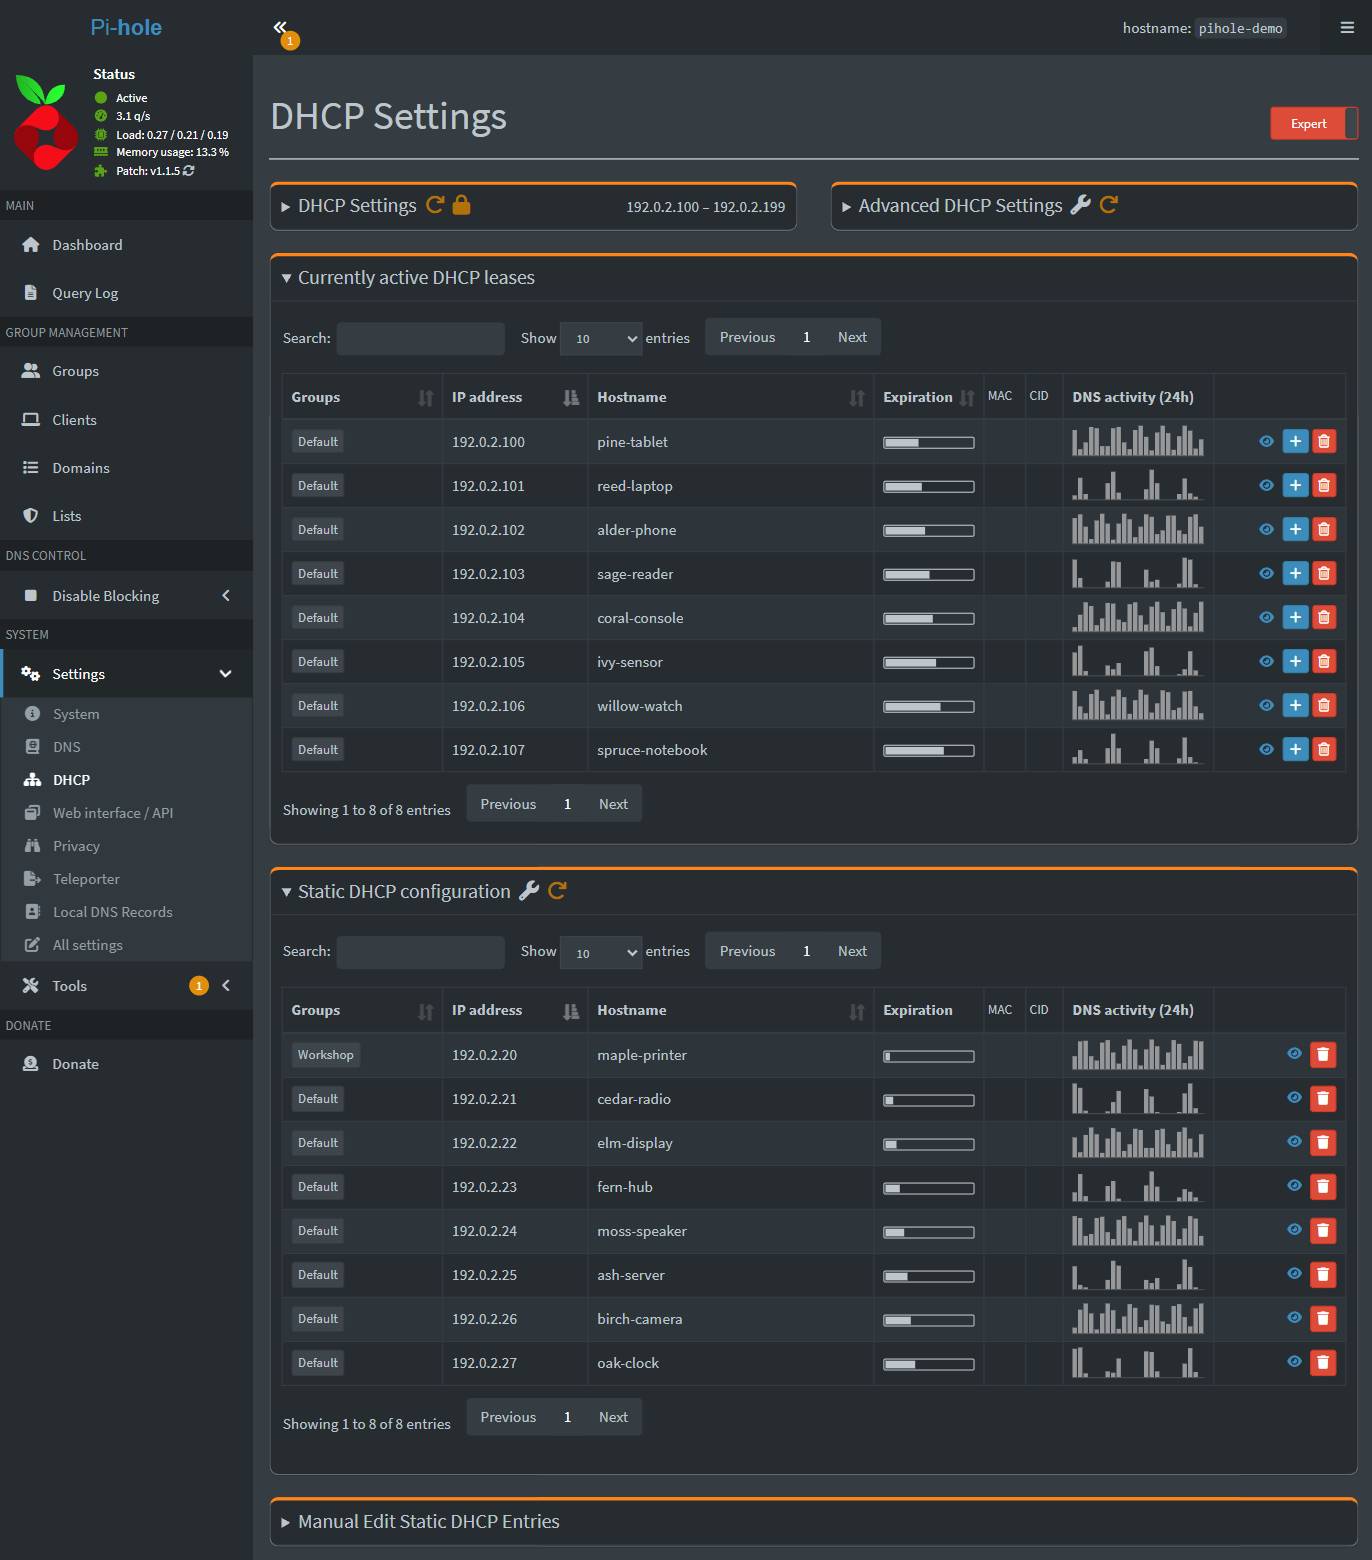 Pi-hole
1
hostname: pihole-demo
Status
Active
3.1 q/s
Load: 0.27 / 0.21 / 0.19
Memory usage: 13.3 %
Patch: v1.1.5
MAIN
Dashboard
Query Log
GROUP MANAGEMENT
Groups
Clients
Domains
Lists
DNS CONTROL
Disable Blocking
SYSTEM
Settings
System
DNS
DHCP
Web interface / API
Privacy
Teleporter
Local DNS Records
All settings
Tools 1
DONATE
Donate
DHCP Settings
Expert
DHCP Settings 192.0.2.100 – 192.0.2.199
Advanced DHCP Settings
Currently active DHCP leases
Search: Show 10 entries Previous 1 Next
Groups IP address Hostname Expiration MAC CID DNS activity (24h)
Default 192.0.2.100 pine-tablet
Default 192.0.2.101 reed-laptop
Default 192.0.2.102 alder-phone
Default 192.0.2.103 sage-reader
Default 192.0.2.104 coral-console
Default 192.0.2.105 ivy-sensor
Default 192.0.2.106 willow-watch
Default 192.0.2.107 spruce-notebook
Showing 1 to 8 of 8 entries Previous 1 Next
Static DHCP configuration
Search: Show 10 entries Previous 1 Next
Groups IP address Hostname Expiration MAC CID DNS activity (24h)
Workshop 192.0.2.20 maple-printer
Default 192.0.2.21 cedar-radio
Default 192.0.2.22 elm-display
Default 192.0.2.23 fern-hub
Default 192.0.2.24 moss-speaker
Default 192.0.2.25 ash-server
Default 192.0.2.26 birch-camera
Default 192.0.2.27 oak-clock
Showing 1 to 8 of 8 entries Previous 1 Next
Manual Edit Static DHCP Entries